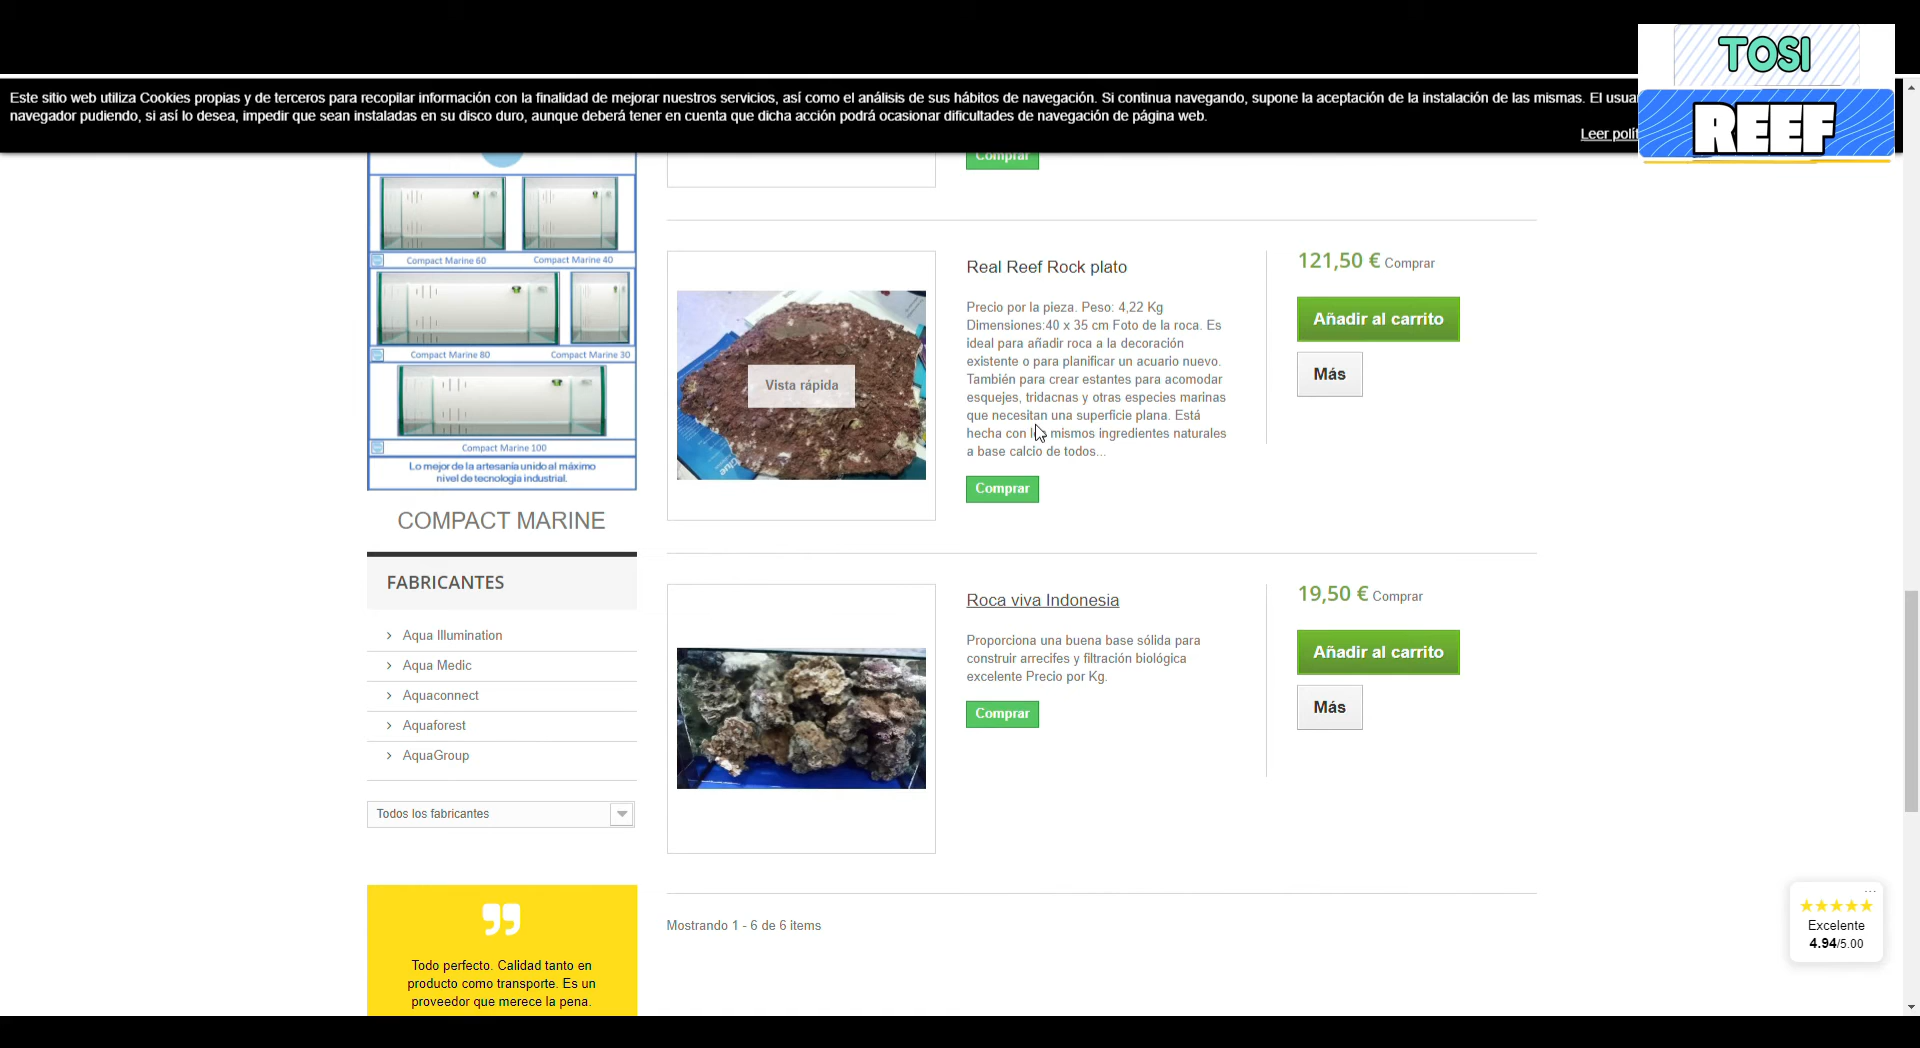 TOSI
REEF
Este sitio web utiliza Cookies propias y de terceros para recopilar información con la finalidad de mejorar nuestros servicios, así como el análisis de sus hábitos de navegación. Si continua navegando, supone la aceptación de la instalación de las mismas. El
navegador pudiendo, si así lo desea, impedir que sean instaladas en su disco duro, aunque deberá tener en cuenta que dicha acción podrá ocasionar dificultades de navegación de página web.
Leer
Comprar
Compact Marine 60
Compact Marine 40
Compact Marine 80
Compact Marine 30
Compact Marine 100
Lo mejor de la artesanía unido al máximo
nivel de tecnología industrial.
COMPACT MARINE
FABRICANTES
> Aqua Illumination
> Aqua Medic
> Aquaconnect
> Aquaforest
> AquaGroup
Todos los fabricantes
Todo perfecto. Calidad tanto en
producto como transporte. Es un
proveedor que merece la pena.
Vista rápida
Real Reef Rock plato
Precio por la pieza. Peso: 4,22 Kg
Dimensiones:40 x 35 cm Foto de la roca. Es
ideal para añadir roca a la decoración
existente o para planificar un acuario nuevo.
También para crear estantes para acomodar
esquejes, tridacnas y otras especies marinas
que necesitan una superficie plana. Está
hecha con mismos ingredientes naturales
a base calcio de todos...
Comprar
121,50 € Comprar
Añadir al carrito
Más
Roca viva Indonesia
Proporciona una buena base sólida para
construir arrecifes y filtración biológica
excelente Precio por Kg.
Comprar
19,50 € Comprar
Añadir al carrito
Más
Mostrando 1 - 6 de 6 items
...
Excelente
4.94/5.00